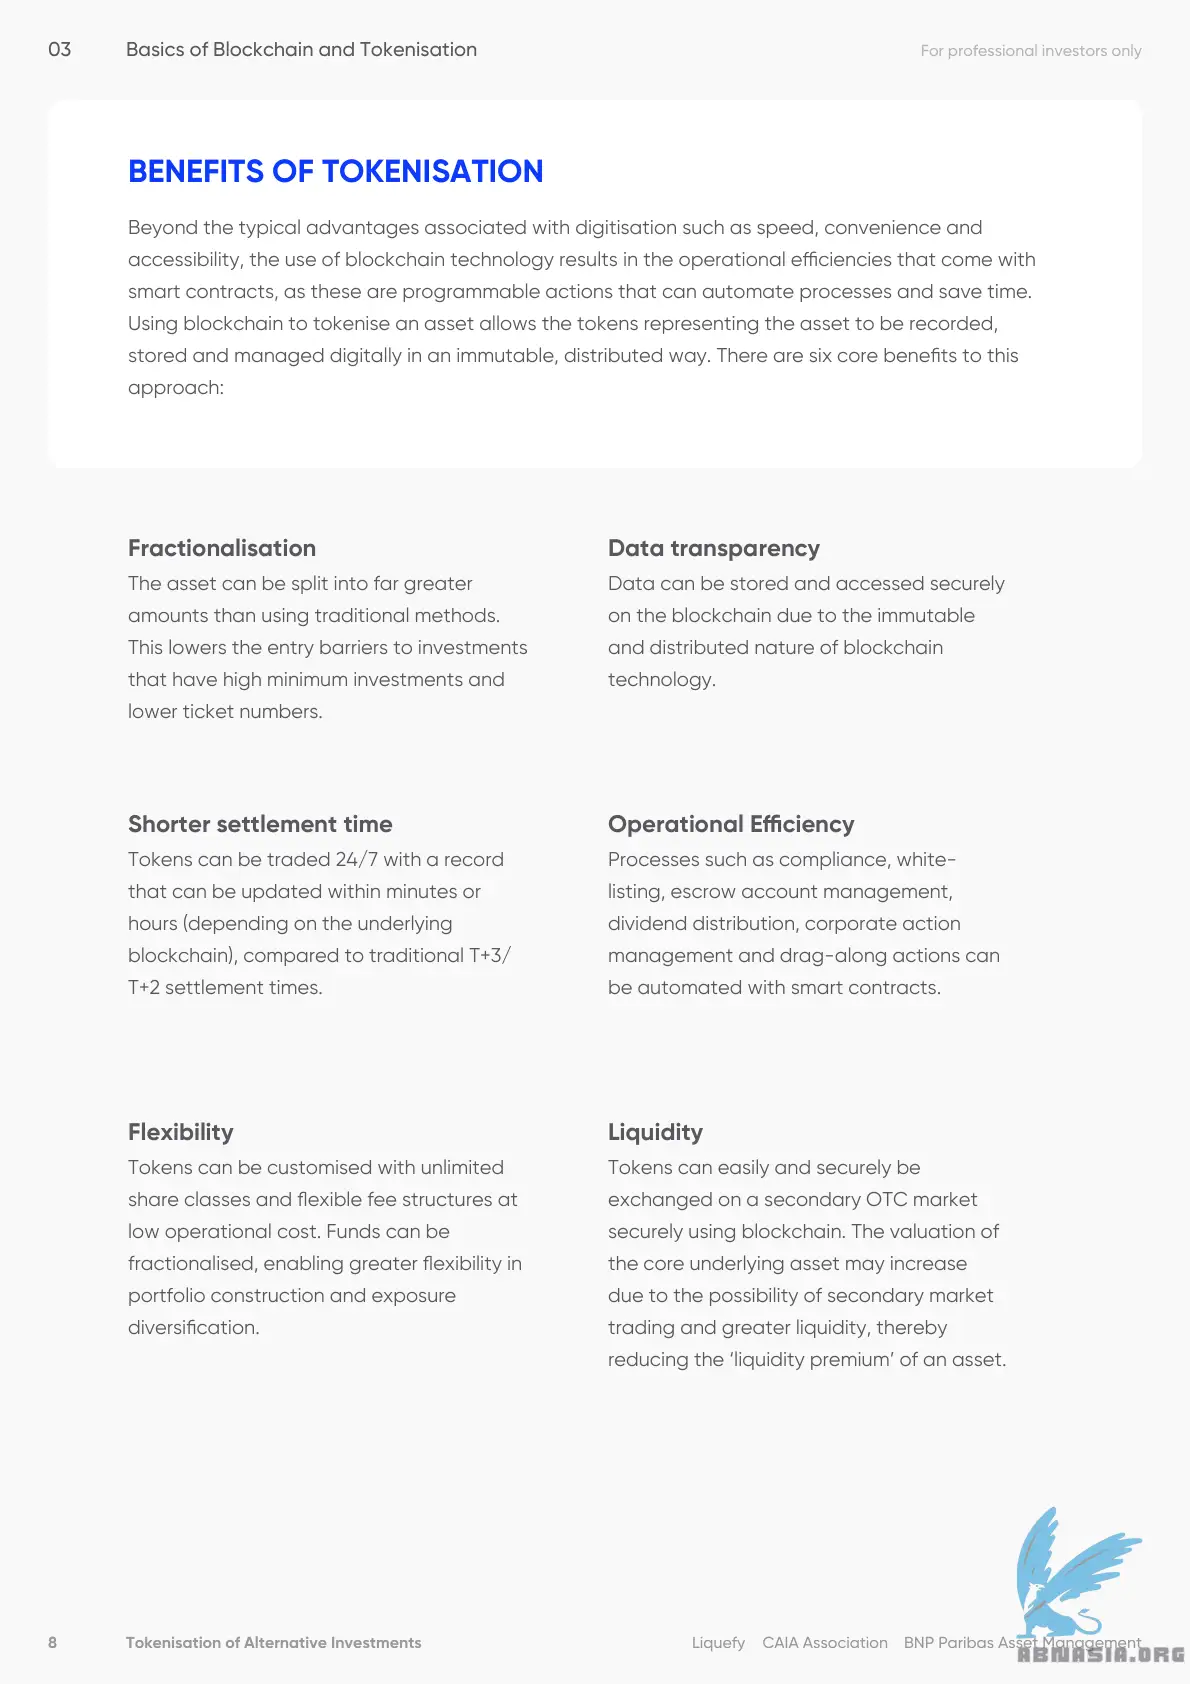 03 Basics of Blockchain and Tokenisation For professional investors only
BENEFITS OF TOKENISATION
Beyond the typical advantages associated with digitisation such as speed, convenience and
accessibility, the use of blockchain technology results in the operational efficiencies that come with
smart contracts, as these are programmable actions that can automate processes and save time.
Using blockchain to tokenise an asset allows the tokens representing the asset to be recorded,
stored and managed digitally in an immutable, distributed way. There are six core benefits to this
approach:
Fractionalisation
The asset can be split into far greater
amounts than using traditional methods.
This lowers the entry barriers to investments
that have high minimum investments and
lower ticket numbers.
Data transparency
Data can be stored and accessed securely
on the blockchain due to the immutable
and distributed nature of blockchain
technology.
Shorter settlement time
Tokens can be traded 24/7 with a record
that can be updated within minutes or
hours (depending on the underlying
blockchain), compared to traditional T+3/
T+2 settlement times.
Operational Efficiency
Processes such as compliance, white-
listing, escrow account management,
dividend distribution, corporate action
management and drag-along actions can
be automated with smart contracts.
Flexibility
Tokens can be customised with unlimited
share classes and flexible fee structures at
low operational cost. Funds can be
fractionalised, enabling greater flexibility in
portfolio construction and exposure
diversification.
Liquidity
Tokens can easily and securely be
exchanged on a secondary OTC market
securely using blockchain. The valuation of
the core underlying asset may increase
due to the possibility of secondary market
trading and greater liquidity, thereby
reducing the ‘liquidity premium’ of an asset.
8 Tokenisation of Alternative Investments Liquefy CAIA Association BNP Paribas Asset Management
ABMASIA.ORG